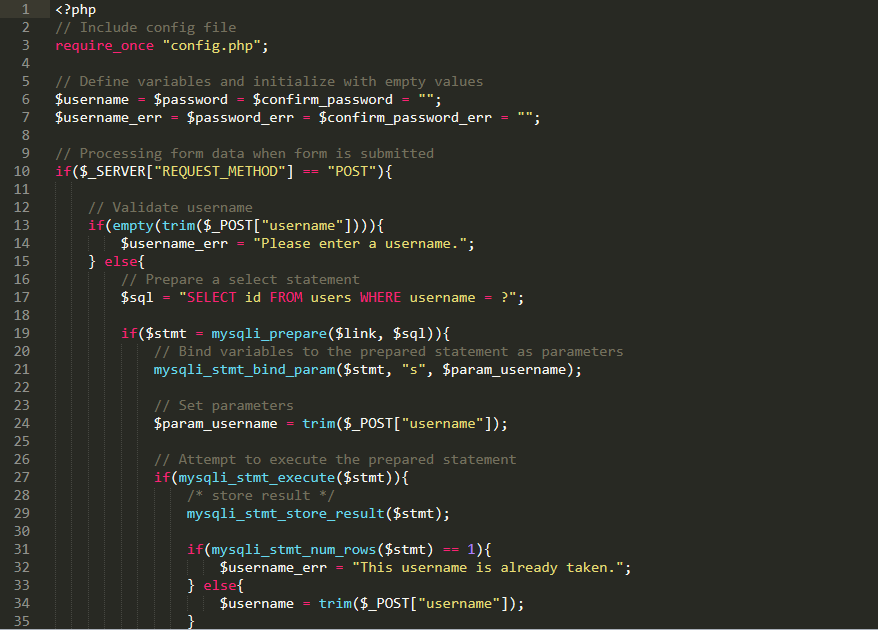 1 <?php
2 // Include config file
3 require_once "config.php";
4
5 // Define variables and initialize with empty values
6 $username = $password = $confirm_password = "";
7 $username_err = $password_err = $confirm_password_err = "";
8
9 // Processing form data when form is submitted
10 if($_SERVER["REQUEST_METHOD"] == "POST"){
11
12     // Validate username
13     if(empty(trim($_POST["username"]))){
14         $username_err = "Please enter a username.";
15     } else{
16         // Prepare a select statement
17         $sql = "SELECT id FROM users WHERE username = ?";
18
19         if($stmt = mysqli_prepare($link, $sql)){
20             // Bind variables to the prepared statement as parameters
21             mysqli_stmt_bind_param($stmt, "s", $param_username);
22
23             // Set parameters
24             $param_username = trim($_POST["username"]);
25
26             // Attempt to execute the prepared statement
27             if(mysqli_stmt_execute($stmt)){
28                 /* store result */
29                 mysqli_stmt_store_result($stmt);
30
31                 if(mysqli_stmt_num_rows($stmt) == 1){
32                     $username_err = "This username is already taken.";
33                 } else{
34                     $username = trim($_POST["username"]);
35                 }